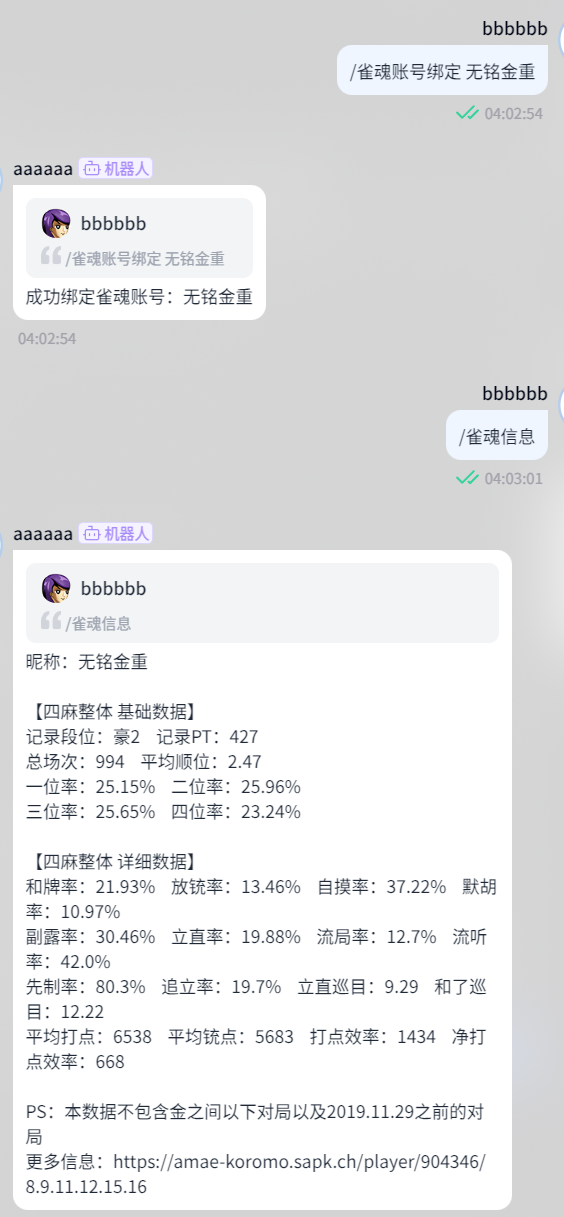 bbbbbb
/雀魂账号绑定 无铭金重
04:02:54
aaaaaa 机器人
bbbbbb
/雀魂账号绑定 无铭金重
成功绑定雀魂账号：无铭金重
04:02:54
bbbbbb
/雀魂信息
04:03:01
aaaaaa 机器人
bbbbbb
/雀魂信息
昵称：无铭金重
【四麻整体 基础数据】
记录段位：豪2　记录PT：427
总场次：994　平均顺位：2.47
一位率：25.15%　二位率：25.96%
三位率：25.65%　四位率：23.24%
【四麻整体 详细数据】
和牌率：21.93%　放铳率：13.46%　自摸率：37.22%　默胡
率：10.97%
副露率：30.46%　立直率：19.88%　流局率：12.7%　流听
率：42.0%
先制率：80.3%　追立率：19.7%　立直巡目：9.29　和了巡
目：12.22
平均打点：6538　平均铳点：5683　打点效率：1434　净打
点效率：668
PS：本数据不包含金之间以下对局以及2019.11.29之前的对
局
更多信息：https://amae-koromo.sapk.ch/player/904346/
8.9.11.12.15.16